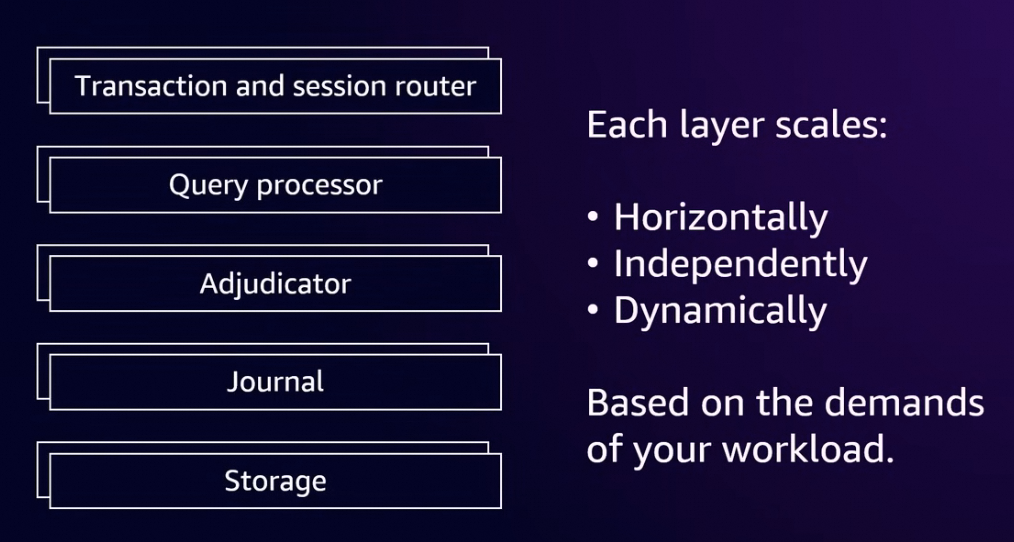 Transaction and session router
Query processor
Adjudicator
Journal
Storage
Each layer scales:
• Horizontally
• Independently
• Dynamically
Based on the demands
of your workload.